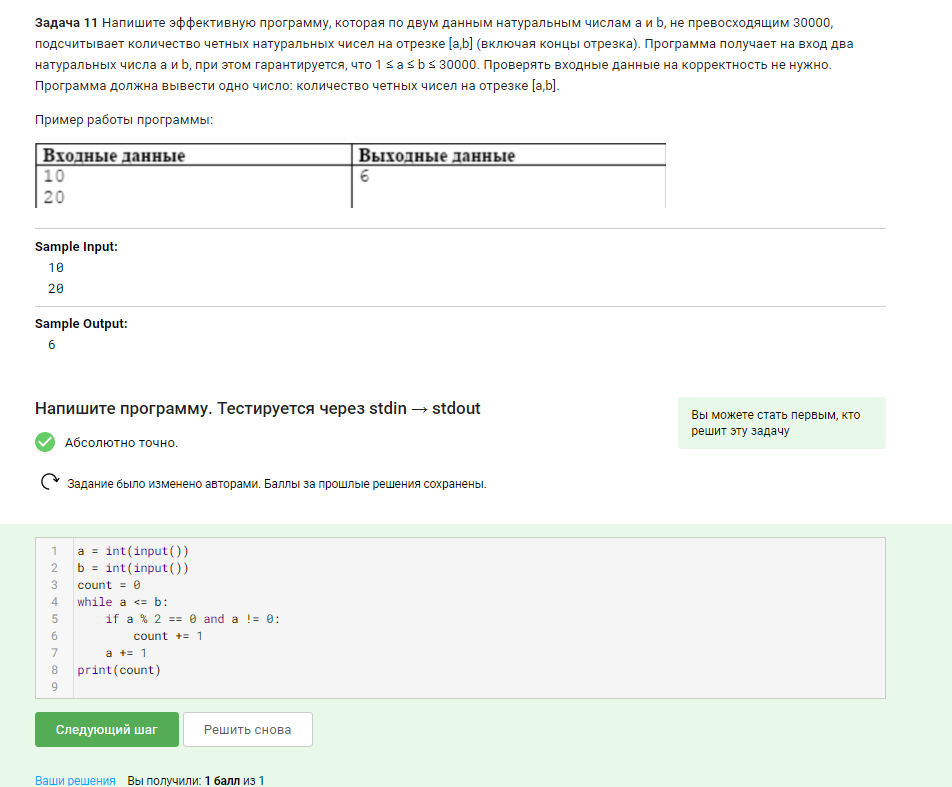 Задача 11 Напишите эффективную программу, которая по двум данным натуральным числам a и b, не превосходящим 30000,
подсчитывает количество четных натуральных чисел на отрезке [a,b] (включая концы отрезка). Программа получает на вход два
натуральных числа a и b, при этом гарантируется, что 1 ≤ a ≤ b ≤ 30000. Проверять входные данные на корректность не нужно.
Программа должна вывести одно число: количество четных чисел на отрезке [a,b].
Пример работы программы:
Входные данные Выходные данные
10 6
20
Sample Input:
10
20
Sample Output:
6
Напишите программу. Тестируется через stdin → stdout
Вы можете стать первым, кто
решит эту задачу
Абсолютно точно.
Задание было изменено авторами. Баллы за прошлые решения сохранены.
1 a = int(input())
2 b = int(input())
3 count = 0
4 while a <= b:
5     if a % 2 == 0 and a != 0:
6         count += 1
7     a += 1
8 print(count)
9
Следующий шаг Решить снова
Ваши решения Вы получили: 1 балл из 1